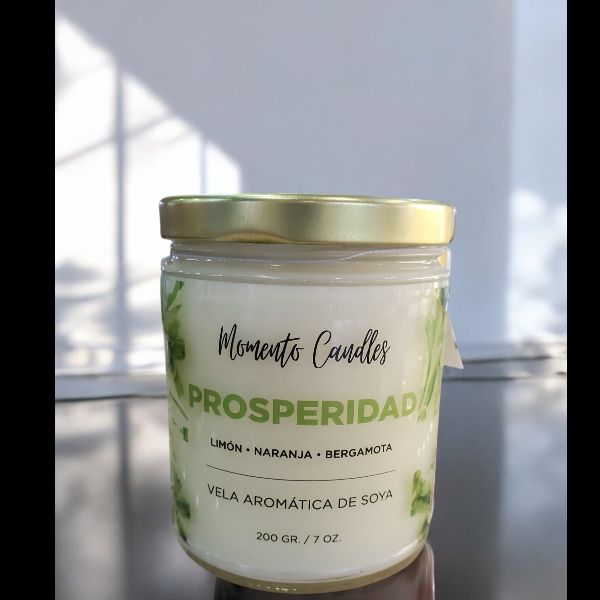 Momento Candles
PROSPERIDAD
LIMÓN • NARANJA • BERGAMOTA
VELA AROMÁTICA DE SOYA
200 GR. / 7 OZ.